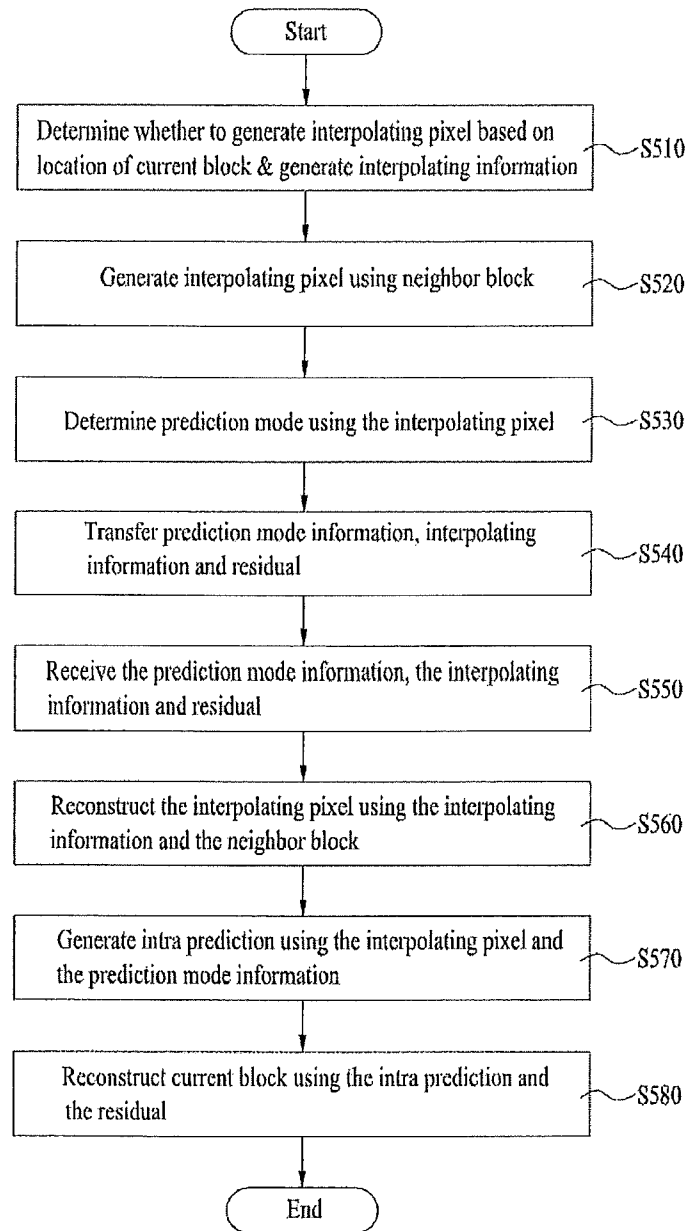 Start
Determine whether to generate interpolating pixel based on
location of current block & generate interpolating information
S510
Generate interpolating pixel using neighbor block
S520
Determine prediction mode using the interpolating pixel
S530
Transfer prediction mode information, interpolating
information and residual
S540
Receive the prediction mode information, the interpolating
information and residual
S550
Reconstruct the interpolating pixel using the interpolating
information and the neighbor block
S560
Generate intra prediction using the interpolating pixel and
the prediction mode information
S570
Reconstruct current block using the intra prediction and
the residual
S580
End